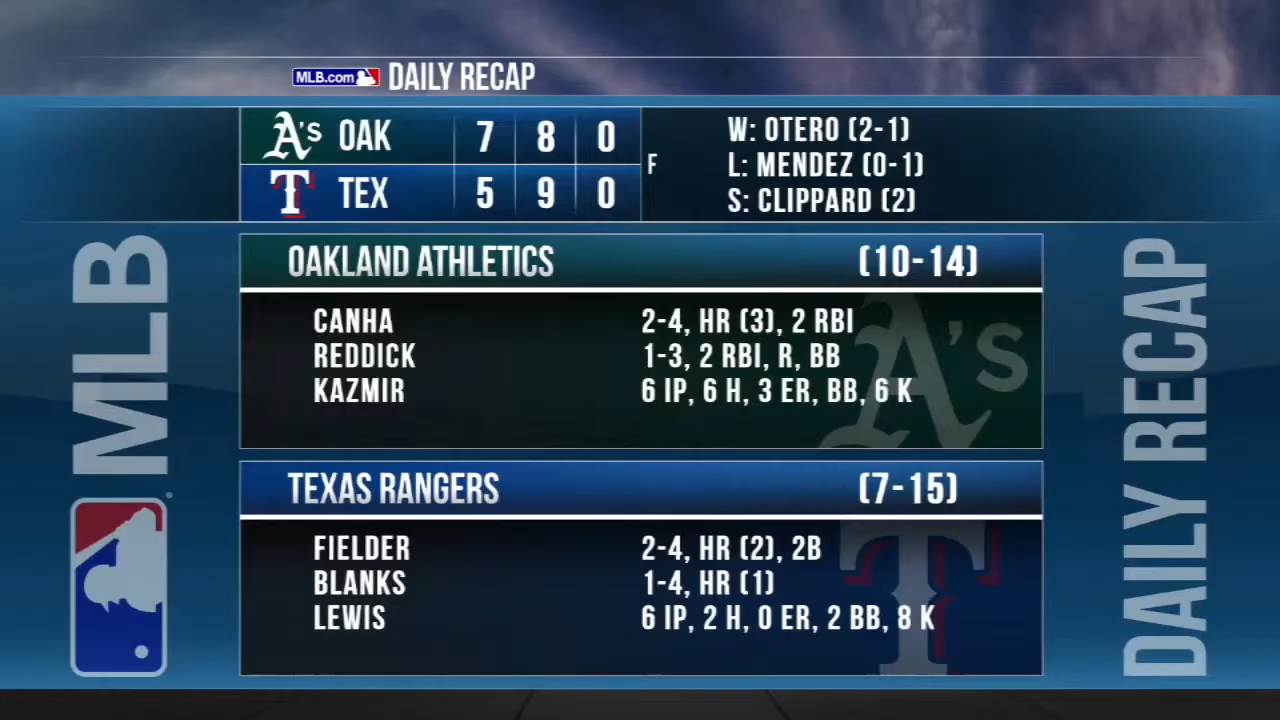 MLB.com DAILY RECAP
A's OAK 7 8 0
T TEX 5 9 0
F
W: OTERO (2-1)
L: MENDEZ (0-1)
S: CLIPPARD (2)
MLB
OAKLAND ATHLETICS (10-14)
CANHA 2-4, HR (3), 2 RBI
REDDICK 1-3, 2 RBI, R, BB
KAZMIR 6 IP, 6 H, 3 ER, BB, 6 K
A's
TEXAS RANGERS (7-15)
FIELDER 2-4, HR (2), 2B
BLANKS 1-4, HR (1)
LEWIS 6 IP, 2 H, 0 ER, 2 BB, 8 K
T
DAILY RECAP